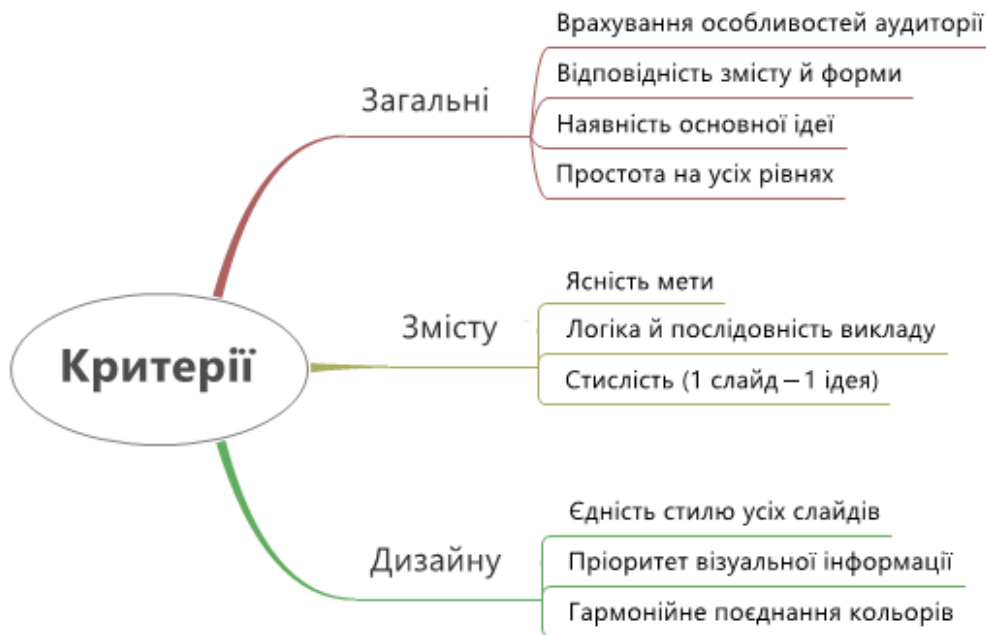 Критерії
Загальні
Врахування особливостей аудиторії
Відповідність змісту й форми
Наявність основної ідеї
Простота на усіх рівнях
Змісту
Ясність мети
Логіка й послідовність викладу
Стислість (1 слайд – 1 ідея)
Дизайну
Єдність стилю усіх слайдів
Пріоритет візуальної інформації
Гармонійне поєднання кольорів